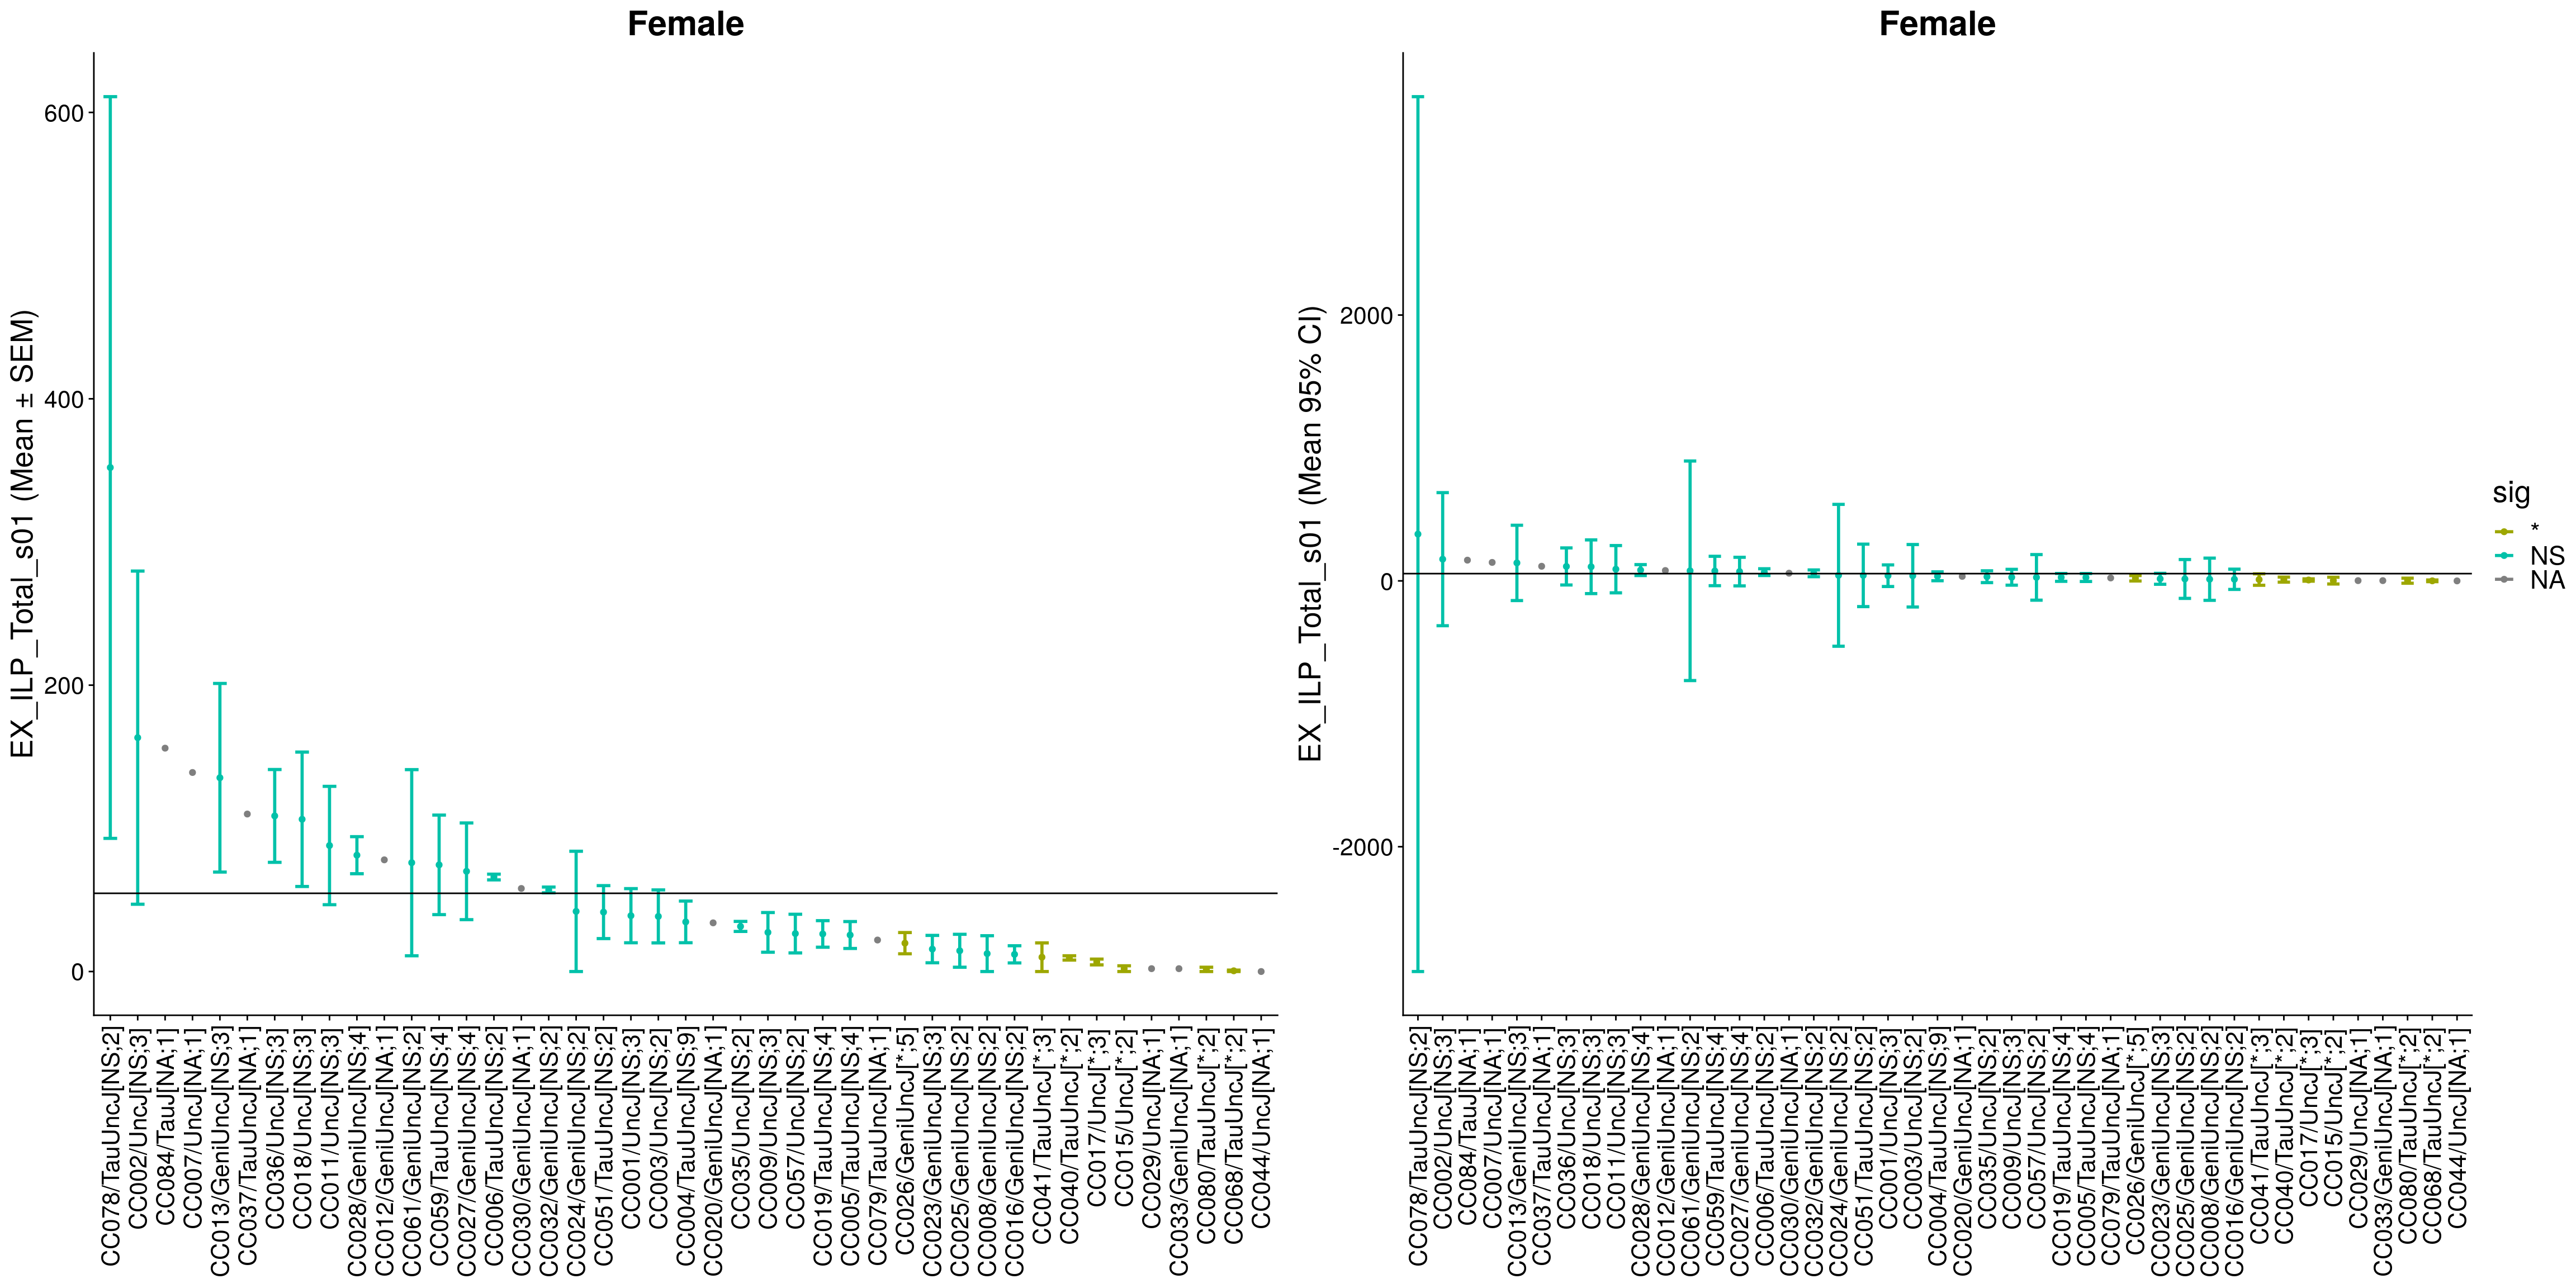 Female
EX_ILP_Total_s01 (Mean ± SEM)
600
400
200
0
CC078/TauUncJ[NS;2]
CC002/UncJ[NS;3]
CC084/TauJ[NA;1]
CC007/UncJ[NA;1]
CC013/GeniUncJ[NS;3]
CC037/TauUncJ[NA;1]
CC036/UncJ[NS;3]
CC018/UncJ[NS;3]
CC011/UncJ[NS;3]
CC028/GeniUncJ[NS;4]
CC012/GeniUncJ[NA;1]
CC061/GeniUncJ[NS;2]
CC059/TauUncJ[NS;4]
CC027/GeniUncJ[NS;4]
CC006/TauUncJ[NS;2]
CC030/GeniUncJ[NA;1]
CC032/GeniUncJ[NS;2]
CC024/GeniUncJ[NS;2]
CC051/TauUncJ[NS;2]
CC001/UncJ[NS;3]
CC003/UncJ[NS;2]
CC004/TauUncJ[NS;9]
CC020/GeniUncJ[NA;1]
CC035/UncJ[NS;2]
CC009/UncJ[NS;3]
CC057/UncJ[NS;2]
CC019/TauUncJ[NS;4]
CC005/TauUncJ[NS;4]
CC079/TauUncJ[NA;1]
CC026/GeniUncJ[*;5]
CC023/GeniUncJ[NS;3]
CC025/GeniUncJ[NS;2]
CC008/GeniUncJ[NS;2]
CC016/GeniUncJ[NS;2]
CC041/TauUncJ[*;3]
CC040/TauUncJ[*;2]
CC017/UncJ[*;3]
CC015/UncJ[*;2]
CC029/UncJ[NA;1]
CC033/GeniUncJ[NA;1]
CC080/TauUncJ[*;2]
CC068/TauUncJ[*;2]
CC044/UncJ[NA;1]
Female
EX_ILP_Total_s01 (Mean 95% CI)
2000
0
-2000
CC078/TauUncJ[NS;2]
CC002/UncJ[NS;3]
CC084/TauJ[NA;1]
CC007/UncJ[NA;1]
CC013/GeniUncJ[NS;3]
CC037/TauUncJ[NA;1]
CC036/UncJ[NS;3]
CC018/UncJ[NS;3]
CC011/UncJ[NS;3]
CC028/GeniUncJ[NS;4]
CC012/GeniUncJ[NA;1]
CC061/GeniUncJ[NS;2]
CC059/TauUncJ[NS;4]
CC027/GeniUncJ[NS;4]
CC006/TauUncJ[NS;2]
CC030/GeniUncJ[NA;1]
CC032/GeniUncJ[NS;2]
CC024/GeniUncJ[NS;2]
CC051/TauUncJ[NS;2]
CC001/UncJ[NS;3]
CC003/UncJ[NS;2]
CC004/TauUncJ[NS;9]
CC020/GeniUncJ[NA;1]
CC035/UncJ[NS;2]
CC009/UncJ[NS;3]
CC057/UncJ[NS;2]
CC019/TauUncJ[NS;4]
CC005/TauUncJ[NS;4]
CC079/TauUncJ[NA;1]
CC026/GeniUncJ[*;5]
CC023/GeniUncJ[NS;3]
CC025/GeniUncJ[NS;2]
CC008/GeniUncJ[NS;2]
CC016/GeniUncJ[NS;2]
CC041/TauUncJ[*;3]
CC040/TauUncJ[*;2]
CC017/UncJ[*;3]
CC015/UncJ[*;2]
CC029/UncJ[NA;1]
CC033/GeniUncJ[NA;1]
CC080/TauUncJ[*;2]
CC068/TauUncJ[*;2]
CC044/UncJ[NA;1]
sig
*
NS
NA